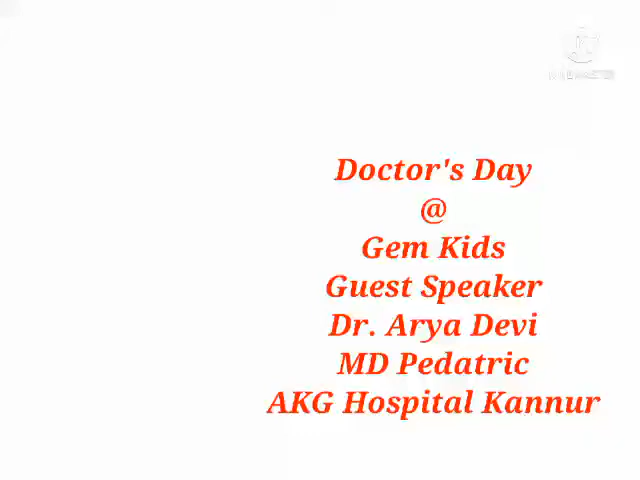 Doctor's Day
@
Gem Kids
Guest Speaker
Dr. Arya Devi
MD Pedatric
AKG Hospital Kannur